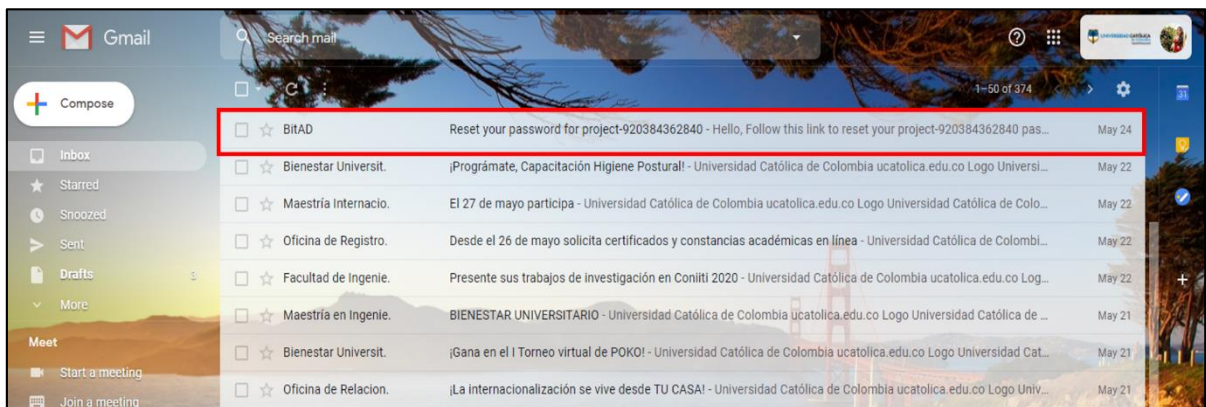 Gmail
Search mail
UNIVERSIDAD CATÓLICA
Compose
1–50 of 374
31
BitAD Reset your password for project-920384362840 - Hello, Follow this link to reset your project-920384362840 pas... May 24
Inbox
Bienestar Universit. ¡Prográmate, Capacitación Higiene Postural! - Universidad Católica de Colombia ucatolica.edu.co Logo Universi... May 22
Starred
Maestría Internacio. El 27 de mayo participa - Universidad Católica de Colombia ucatolica.edu.co Logo Universidad Católica de Colo... May 22
Snoozed
Sent
Oficina de Registro. Desde el 26 de mayo solicita certificados y constancias académicas en línea - Universidad Católica de Colombi... May 22
Drafts 3
Facultad de Ingenie. Presente sus trabajos de investigación en Coniiti 2020 - Universidad Católica de Colombia ucatolica.edu.co Log... May 22
More
Maestría en Ingenie. BIENESTAR UNIVERSITARIO - Universidad Católica de Colombia ucatolica.edu.co Logo Universidad Católica de ... May 21
Meet
Bienestar Universit. ¡Gana en el I Torneo virtual de POKO! - Universidad Católica de Colombia ucatolica.edu.co Logo Universidad Cat... May 21
Start a meeting
Oficina de Relacion. ¡La internacionalización se vive desde TU CASA! - Universidad Católica de Colombia ucatolica.edu.co Logo Univ... May 21
Join a meeting